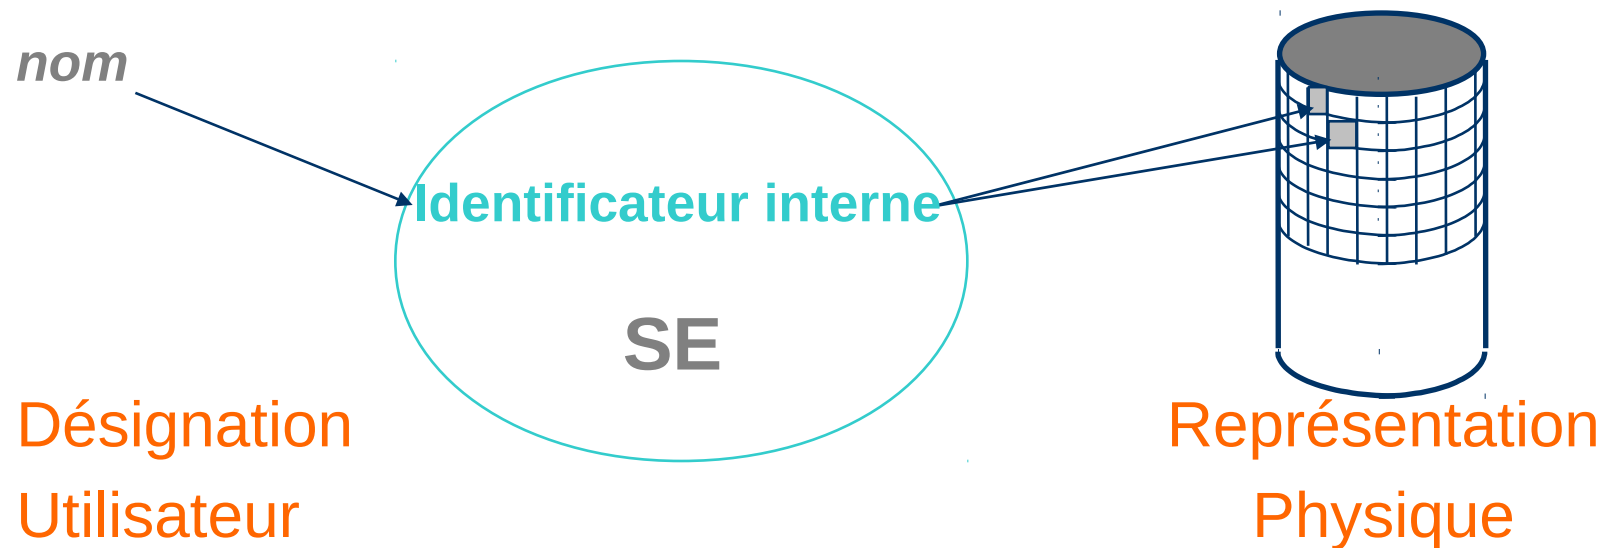 nom
Identificateur interne
SE
Désignation
Utilisateur
Représentation
Physique